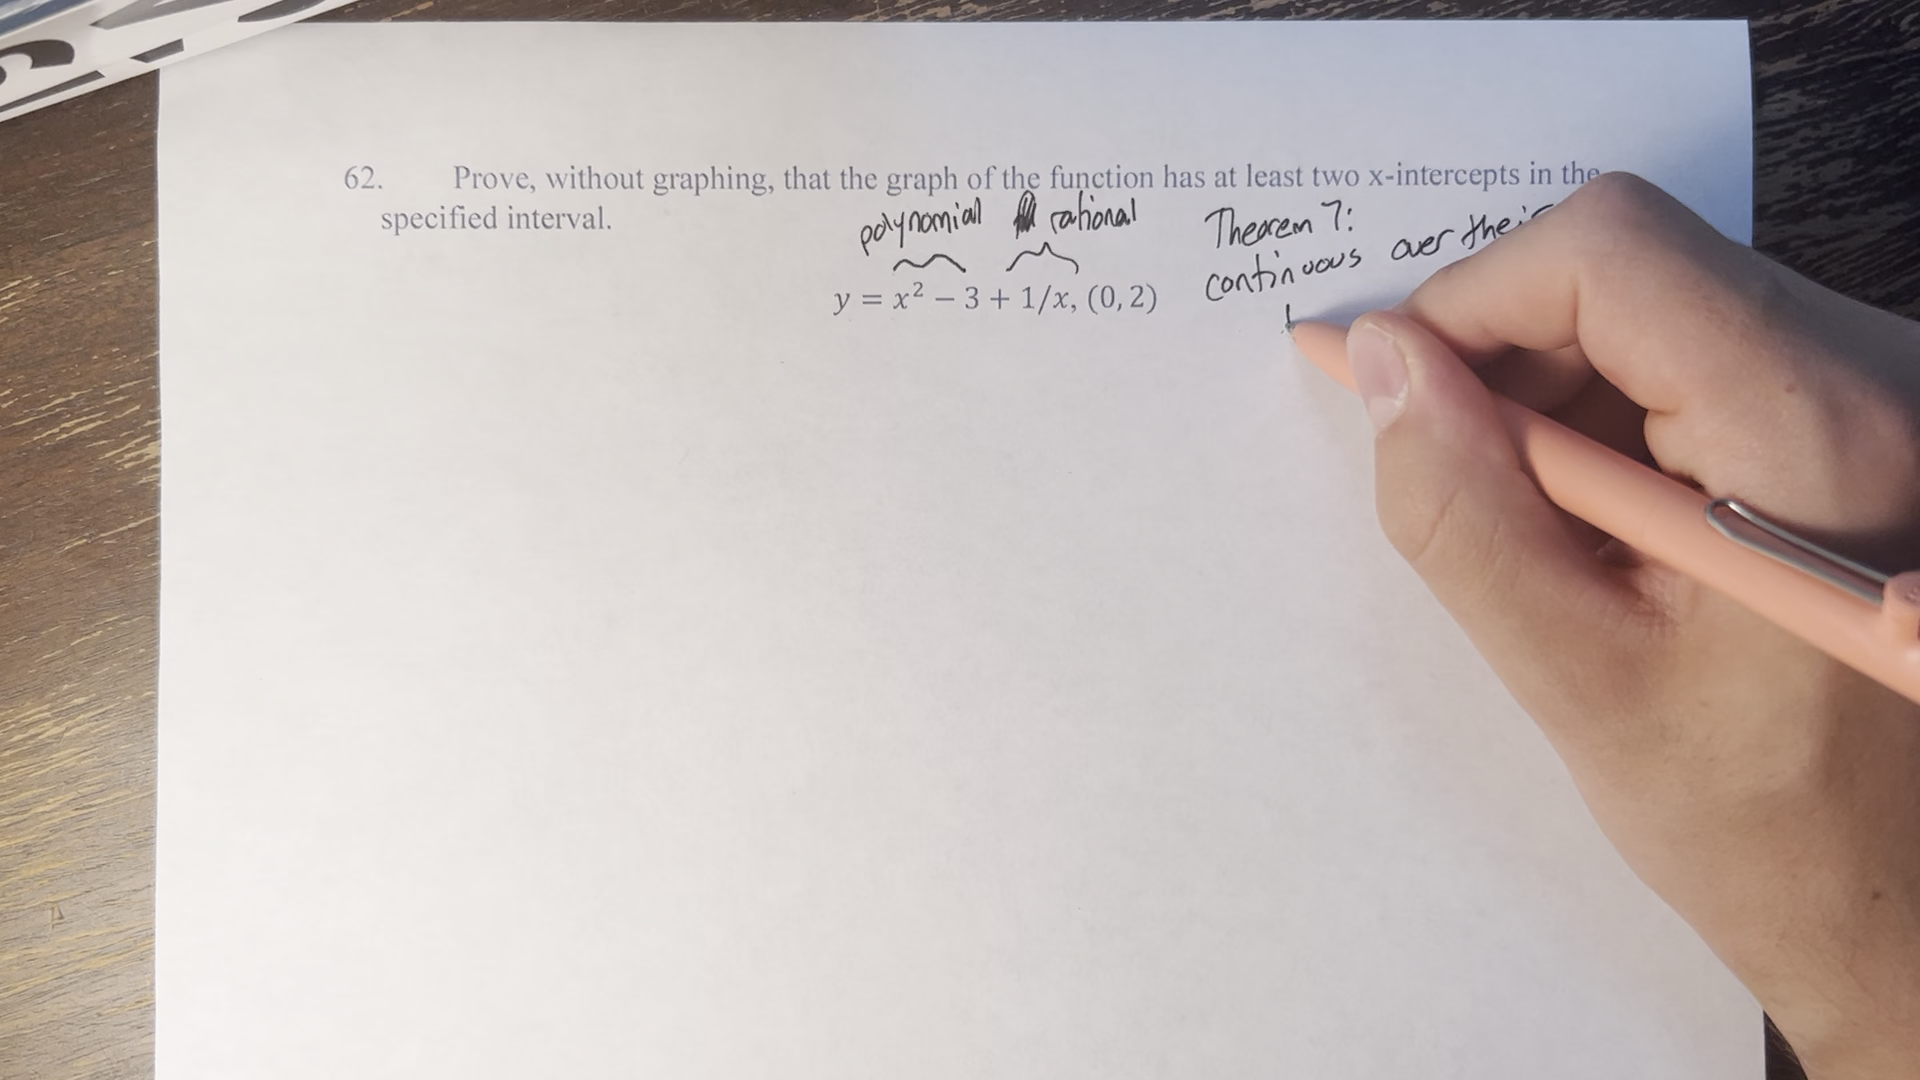 62. Prove, without graphing, that the graph of the function has at least two x-intercepts in the
specified interval.
polynomial rational
y = x² − 3 + 1/x, (0, 2)
Theorem 7:
continuous over their